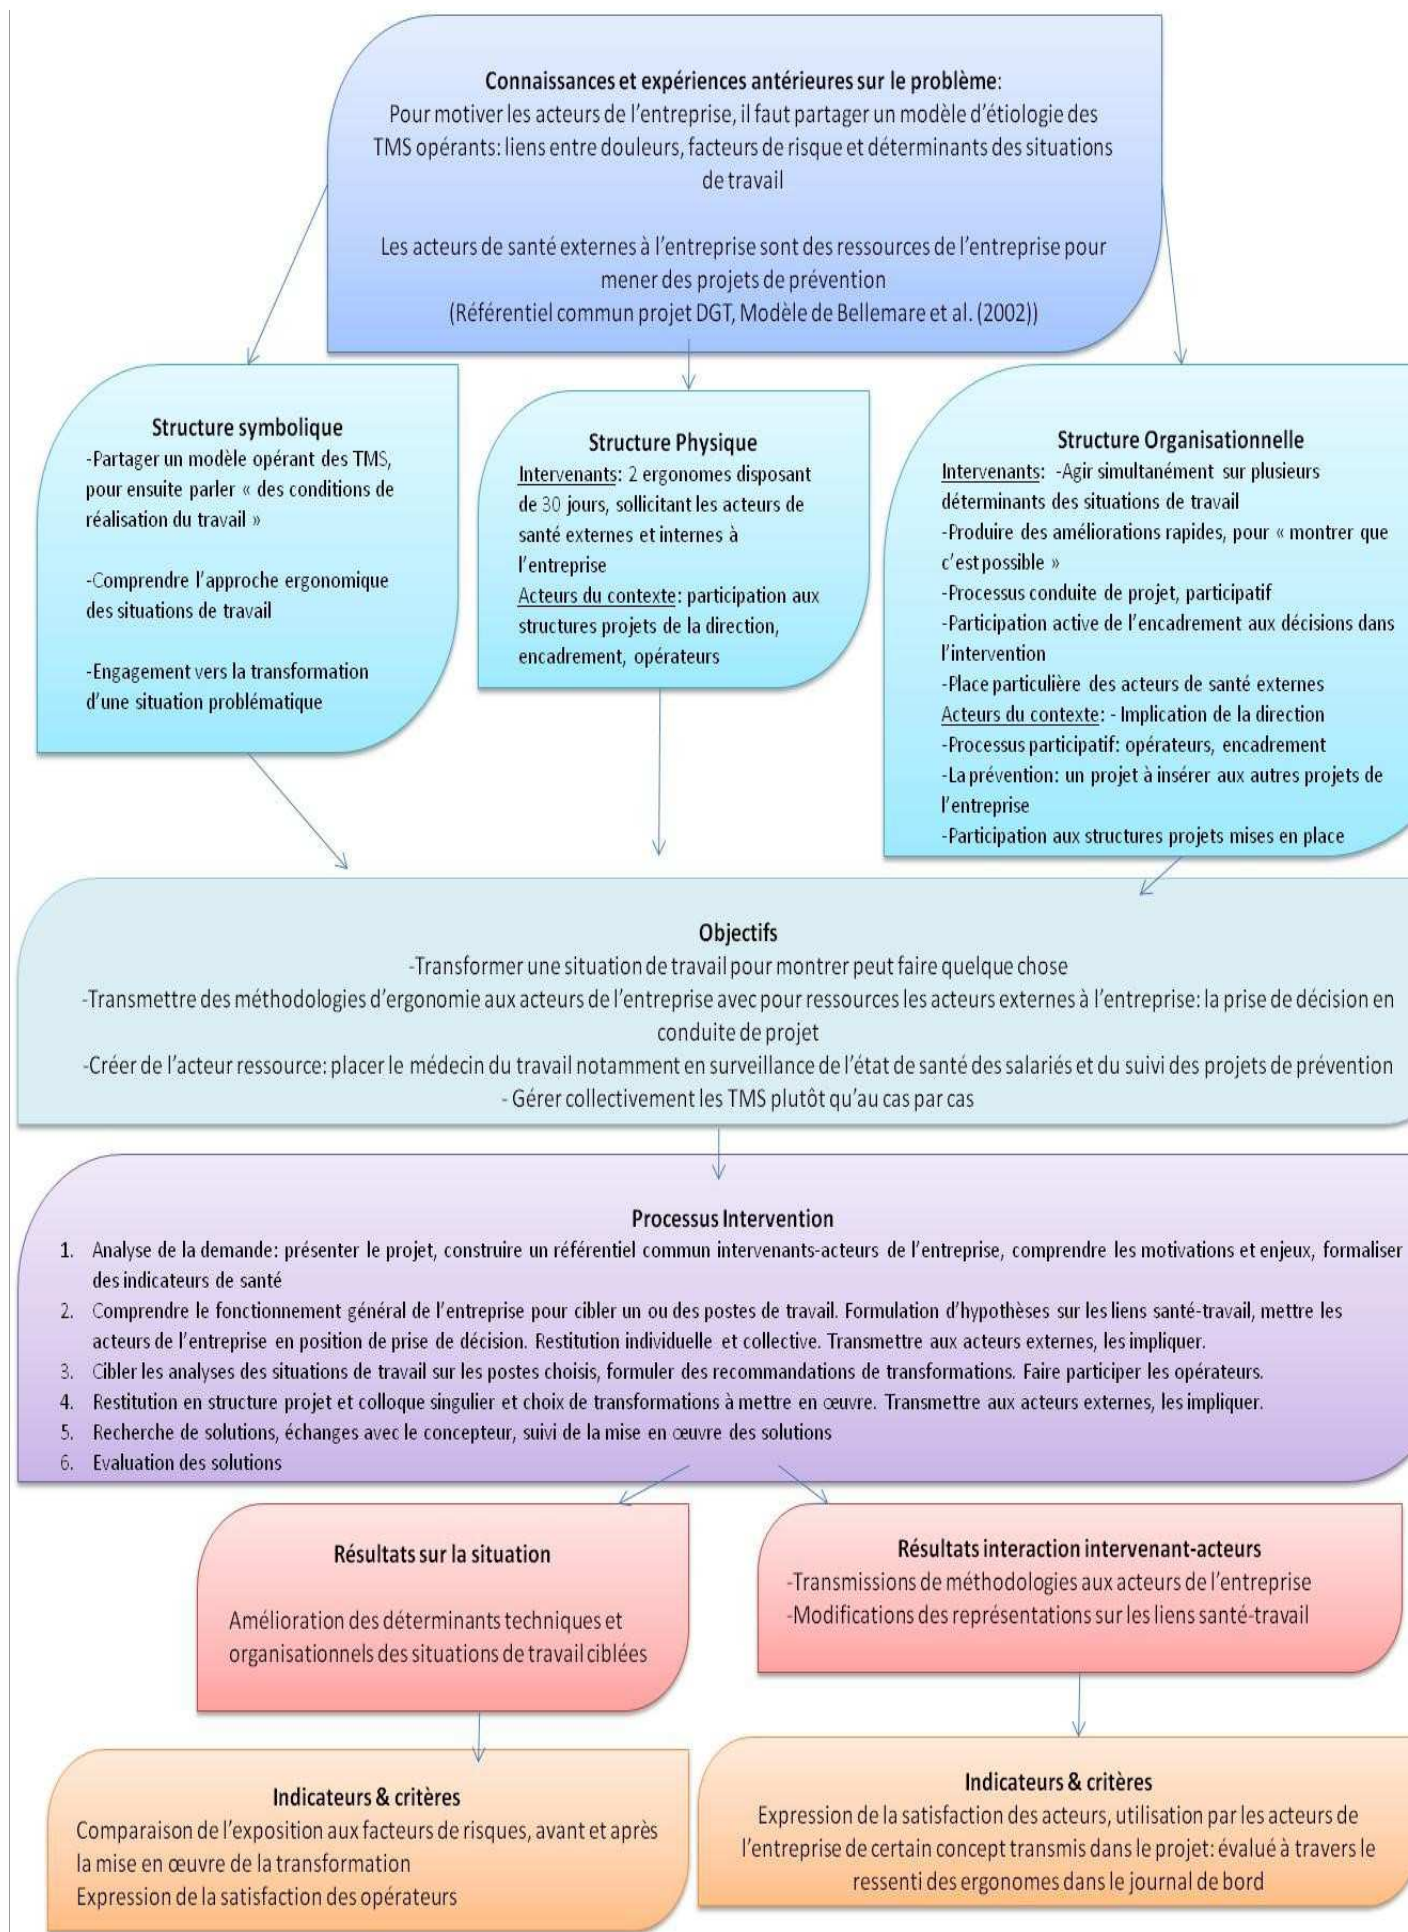 Connaissances et expériences antérieures sur le problème:
Pour motiver les acteurs de l'entreprise, il faut partager un modèle d'étiologie des
TMS opérants: liens entre douleurs, facteurs de risque et déterminants des situations
de travail
Les acteurs de santé externes à l'entreprise sont des ressources de l'entreprise pour
mener des projets de prévention
(Référentiel commun projet DGT, Modèle de Bellemare et al. (2002))
Structure symbolique
-Partager un modèle opérant des TMS,
pour ensuite parler « des conditions de
réalisation du travail »
-Comprendre l'approche ergonomique
des situations de travail
-Engagement vers la transformation
d'une situation problématique
Structure Physique
Intervenants: 2 ergonomes disposant
de 30 jours, sollicitant les acteurs de
santé externes et internes à
l'entreprise
Acteurs du contexte: participation aux
structures projets de la direction,
encadrement, opérateurs
Structure Organisationnelle
Intervenants: -Agir simultanément sur plusieurs
déterminants des situations de travail
-Produire des améliorations rapides, pour « montrer que
c'est possible »
-Processus conduite de projet, participatif
-Participation active de l'encadrement aux décisions dans
l'intervention
-Place particulière des acteurs de santé externes
Acteurs du contexte: - Implication de la direction
-Processus participatif: opérateurs, encadrement
-La prévention: un projet à insérer aux autres projets de
l'entreprise
-Participation aux structures projets mises en place
Objectifs
-Transformer une situation de travail pour montrer peut faire quelque chose
-Transmettre des méthodologies d'ergonomie aux acteurs de l'entreprise avec pour ressources les acteurs externes à l'entreprise: la prise de décision en
conduite de projet
-Créer de l'acteur ressource: placer le médecin du travail notamment en surveillance de l'état de santé des salariés et du suivi des projets de prévention
- Gérer collectivement les TMS plutôt qu'au cas par cas
Processus Intervention
1. Analyse de la demande: présenter le projet, construire un référentiel commun intervenants-acteurs de l'entreprise, comprendre les motivations et enjeux, formaliser
des indicateurs de santé
2. Comprendre le fonctionnement général de l'entreprise pour cibler un ou des postes de travail. Formulation d'hypothèses sur les liens santé-travail, mettre les
acteurs de l'entreprise en position de prise de décision. Restitution individuelle et collective. Transmettre aux acteurs externes, les impliquer.
3. Cibler les analyses des situations de travail sur les postes choisis, formuler des recommandations de transformations. Faire participer les opérateurs.
4. Restitution en structure projet et colloque singulier et choix de transformations à mettre en œuvre. Transmettre aux acteurs externes, les impliquer.
5. Recherche de solutions, échanges avec le concepteur, suivi de la mise en œuvre des solutions
6. Evaluation des solutions
Résultats sur la situation
Amélioration des déterminants techniques et
organisationnels des situations de travail ciblées
Résultats interaction intervenant-acteurs
-Transmissions de méthodologies aux acteurs de l'entreprise
-Modifications des représentations sur les liens santé-travail
Indicateurs & critères
Comparaison de l'exposition aux facteurs de risques, avant et après
la mise en œuvre de la transformation
Expression de la satisfaction des opérateurs
Indicateurs & critères
Expression de la satisfaction des acteurs, utilisation par les acteurs de
l'entreprise de certain concept transmis dans le projet: évalué à travers le
ressenti des ergonomes dans le journal de bord